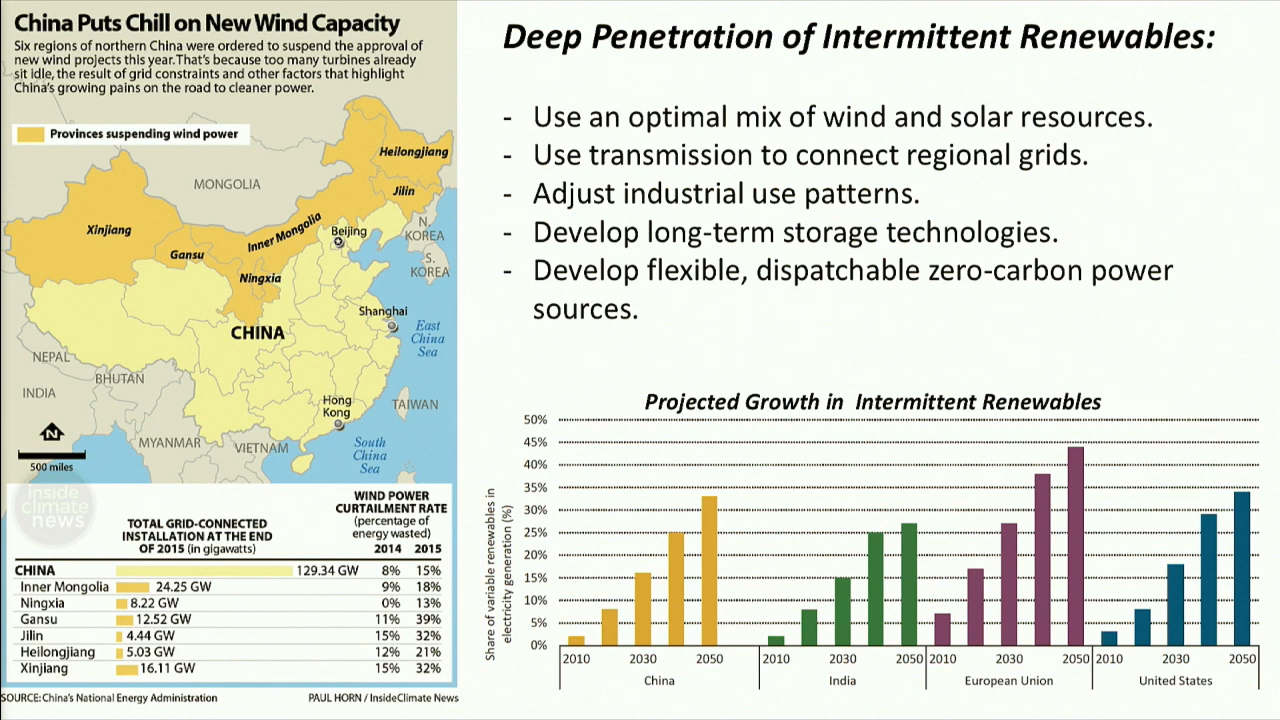 China Puts Chill on New Wind Capacity
Six regions of northern China were ordered to suspend the approval of
new wind projects this year. That's because too many turbines already
sit idle, the result of grid constraints and other factors that highlight
China's growing pains on the road to cleaner power.
Provinces suspending wind power
Heilongjiang
MONGOLIA
Jilin
Xinjiang
Inner Mongolia
N.
KOREA
Beijing
Gansu
S.
KOREA
Ningxia
Shanghai
CHINA
East
China
Sea
NEPAL
BHUTAN
INDIA
Hong
Kong
TAIWAN
N
MYANMAR
VIETNAM
South
China
Sea
500 miles
inside
climate
news
TOTAL GRID-CONNECTED
INSTALLATION AT THE END
OF 2015 (in gigawatts)
WIND POWER
CURTAILMENT RATE
(percentage of
energy wasted)
2014 2015
CHINA 129.34 GW 8% 15%
Inner Mongolia 24.25 GW 9% 18%
Ningxia 8.22 GW 0% 13%
Gansu 12.52 GW 11% 39%
Jilin 4.44 GW 15% 32%
Heilongjiang 5.03 GW 12% 21%
Xinjiang 16.11 GW 15% 32%
SOURCE: China's National Energy Administration PAUL HORN / InsideClimate News
Deep Penetration of Intermittent Renewables:
- Use an optimal mix of wind and solar resources.
- Use transmission to connect regional grids.
- Adjust industrial use patterns.
- Develop long-term storage technologies.
- Develop flexible, dispatchable zero-carbon power
sources.
Projected Growth in Intermittent Renewables
Share of variable renewables in
electricity generation (%)
50%
45%
40%
35%
30%
25%
20%
15%
10%
5%
0%
2010 2030 2050 2010 2030 2050 2010 2030 2050 2010 2030 2050
China India European Union United States